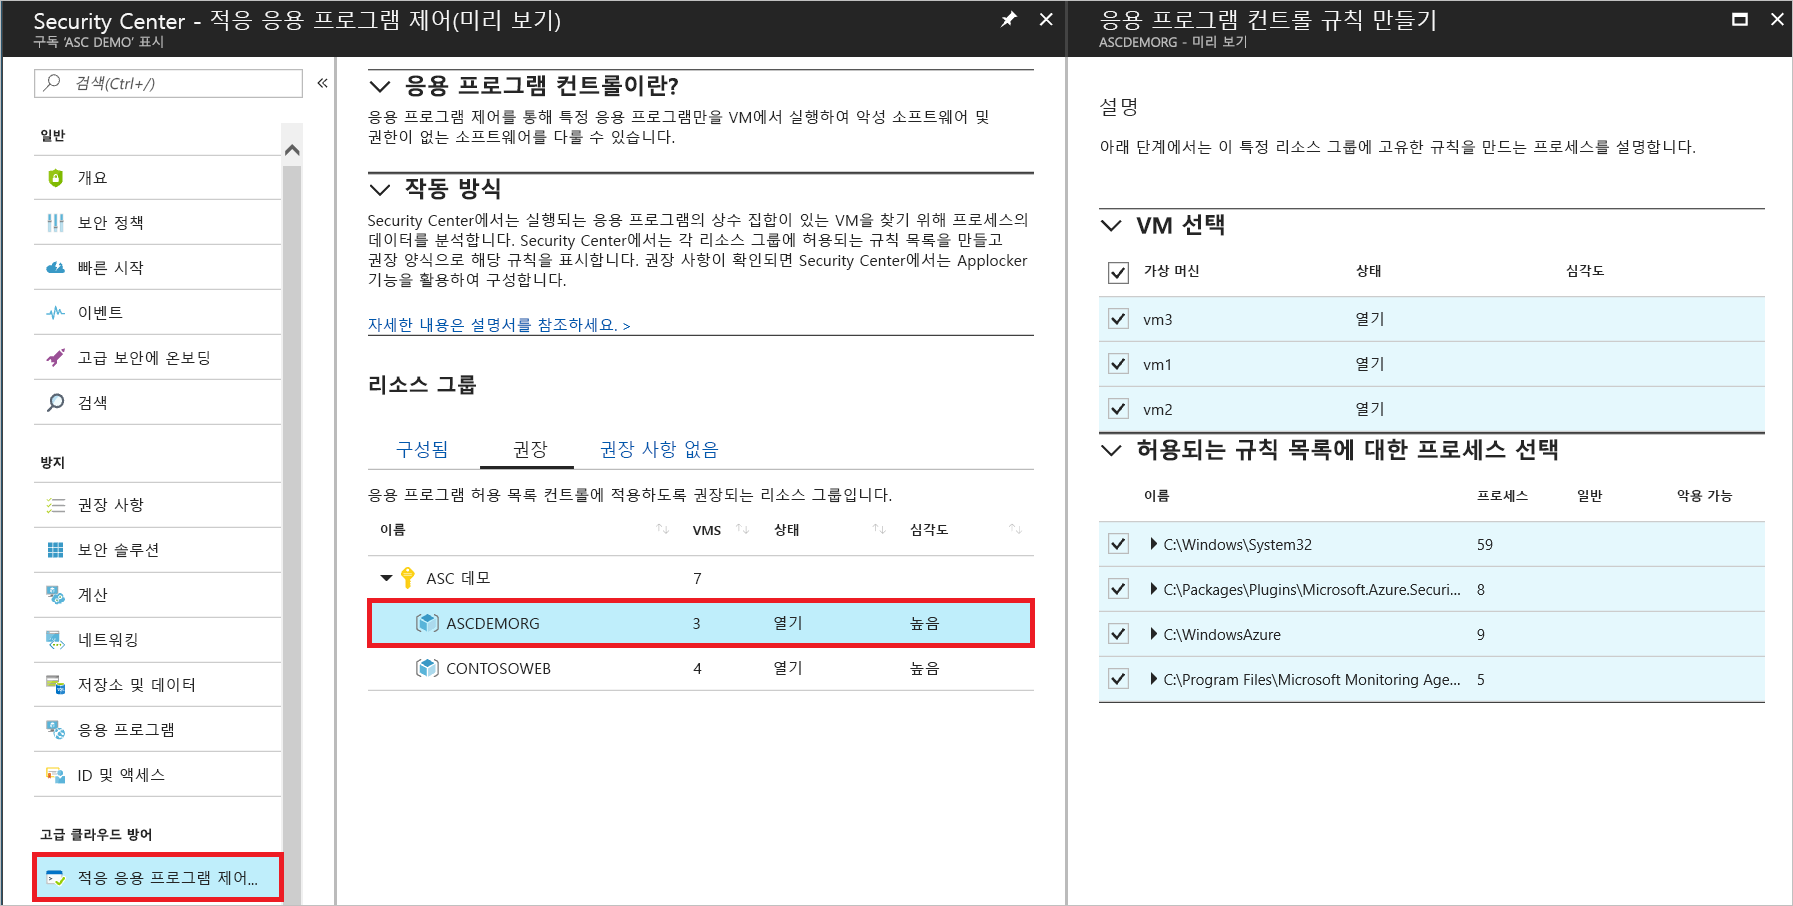 Security Center - 적응 응용 프로그램 제어(미리 보기)
구독 'ASC DEMO' 표시
검색(Ctrl+/)
일반
개요
보안 정책
빠른 시작
이벤트
고급 보안에 온보딩
검색
방지
권장 사항
보안 솔루션
계산
네트워킹
저장소 및 데이터
응용 프로그램
ID 및 액세스
고급 클라우드 방어
적응 응용 프로그램 제어...
응용 프로그램 컨트롤이란?
응용 프로그램 제어를 통해 특정 응용 프로그램만을 VM에서 실행하여 악성 소프트웨어 및
권한이 없는 소프트웨어를 다룰 수 있습니다.
작동 방식
Security Center에서는 실행되는 응용 프로그램의 상수 집합이 있는 VM을 찾기 위해 프로세스의
데이터를 분석합니다. Security Center에서는 각 리소스 그룹에 허용되는 규칙 목록을 만들고
권장 양식으로 해당 규칙을 표시합니다. 권장 사항이 확인되면 Security Center에서는 Applocker
기능을 활용하여 구성합니다.
자세한 내용은 설명서를 참조하세요. >
리소스 그룹
구성됨 권장 권장 사항 없음
응용 프로그램 허용 목록 컨트롤에 적용하도록 권장되는 리소스 그룹입니다.
이름 VMS 상태 심각도
ASC 데모 7
ASCDEMORG 3 열기 높음
CONTOSOWEB 4 열기 높음
응용 프로그램 컨트롤 규칙 만들기
ASCDEMORG - 미리 보기
설명
아래 단계에서는 이 특정 리소스 그룹에 고유한 규칙을 만드는 프로세스를 설명합니다.
VM 선택
가상 머신 상태 심각도
vm3 열기
vm1 열기
vm2 열기
허용되는 규칙 목록에 대한 프로세스 선택
이름 프로세스 일반 악용 가능
C:\Windows\System32 59
C:\Packages\Plugins\Microsoft.Azure.Securi... 8
C:\WindowsAzure 9
C:\Program Files\Microsoft Monitoring Age... 5